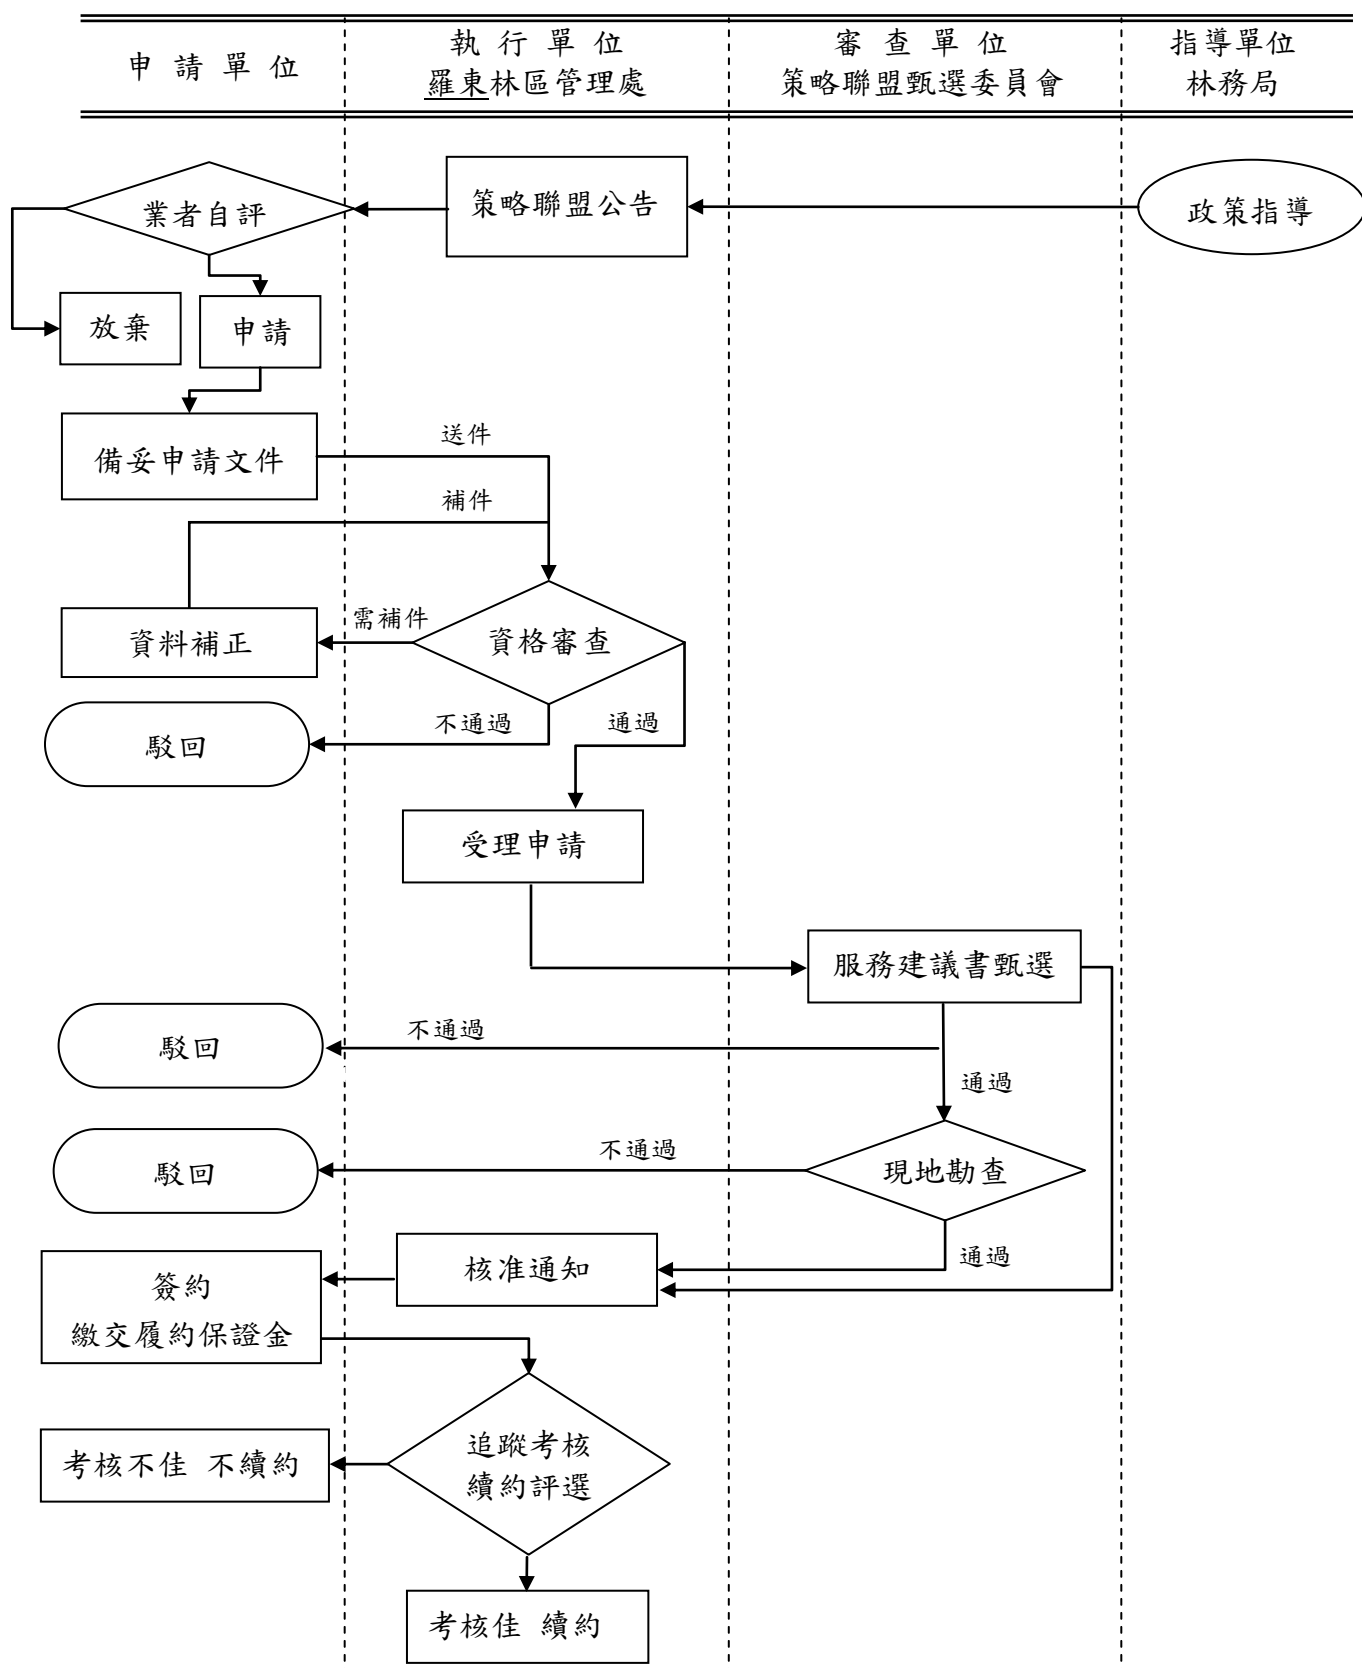 申請單位
執行單位
羅東林區管理處
審查單位
策略聯盟甄選委員會
指導單位
林務局
業者自評
策略聯盟公告
政策指導
放棄
申請
備妥申請文件
送件
補件
資料補正
需補件
資格審查
駁回
不通過
通過
受理申請
服務建議書甄選
駁回
不通過
通過
駁回
不通過
現地勘查
簽約
繳交履約保證金
核准通知
通過
考核不佳 不續約
追蹤考核
續約評選
考核佳 續約